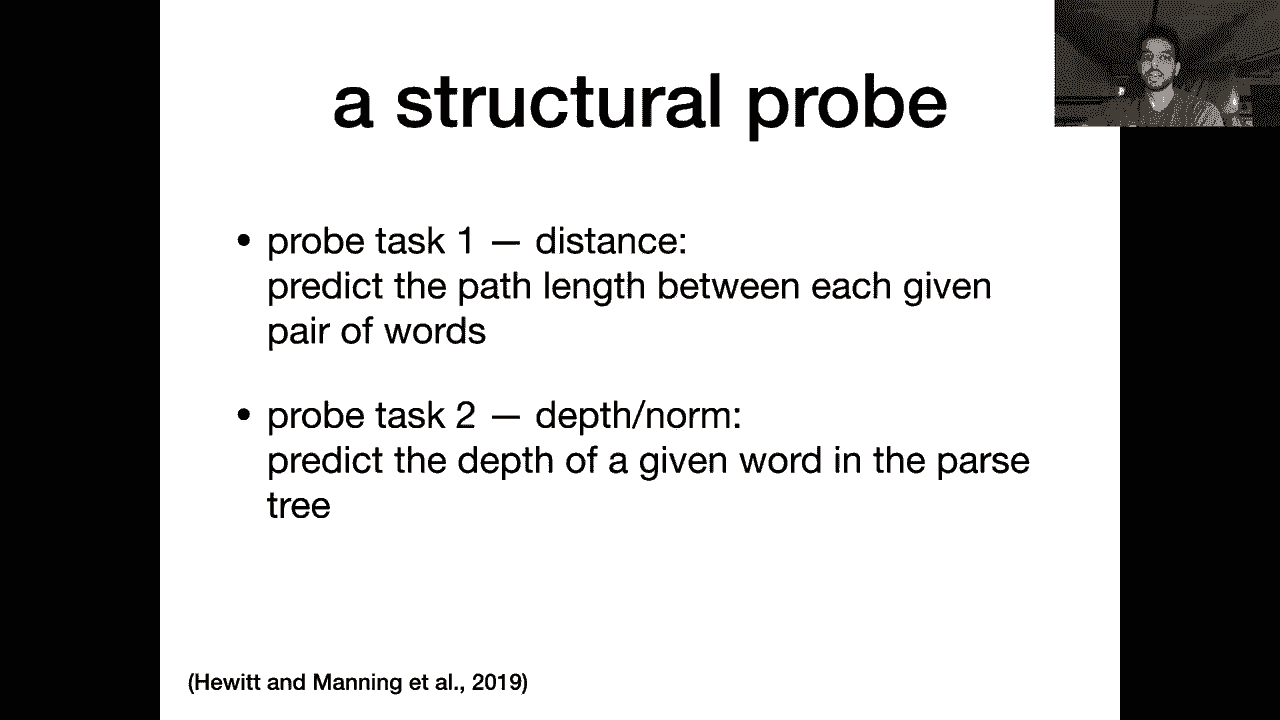 a structural probe
• probe task 1 — distance:
predict the path length between each given
pair of words
• probe task 2 — depth/norm:
predict the depth of a given word in the parse
tree
(Hewitt and Manning et al., 2019)